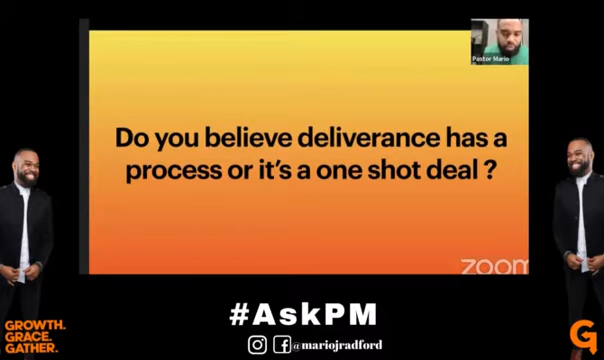 Pastor Mario
Do you believe deliverance has a
process or it's a one shot deal ?
zoom
#AskPM
@mariojradford
GROWTH.
GRACE.
GATHER.
G